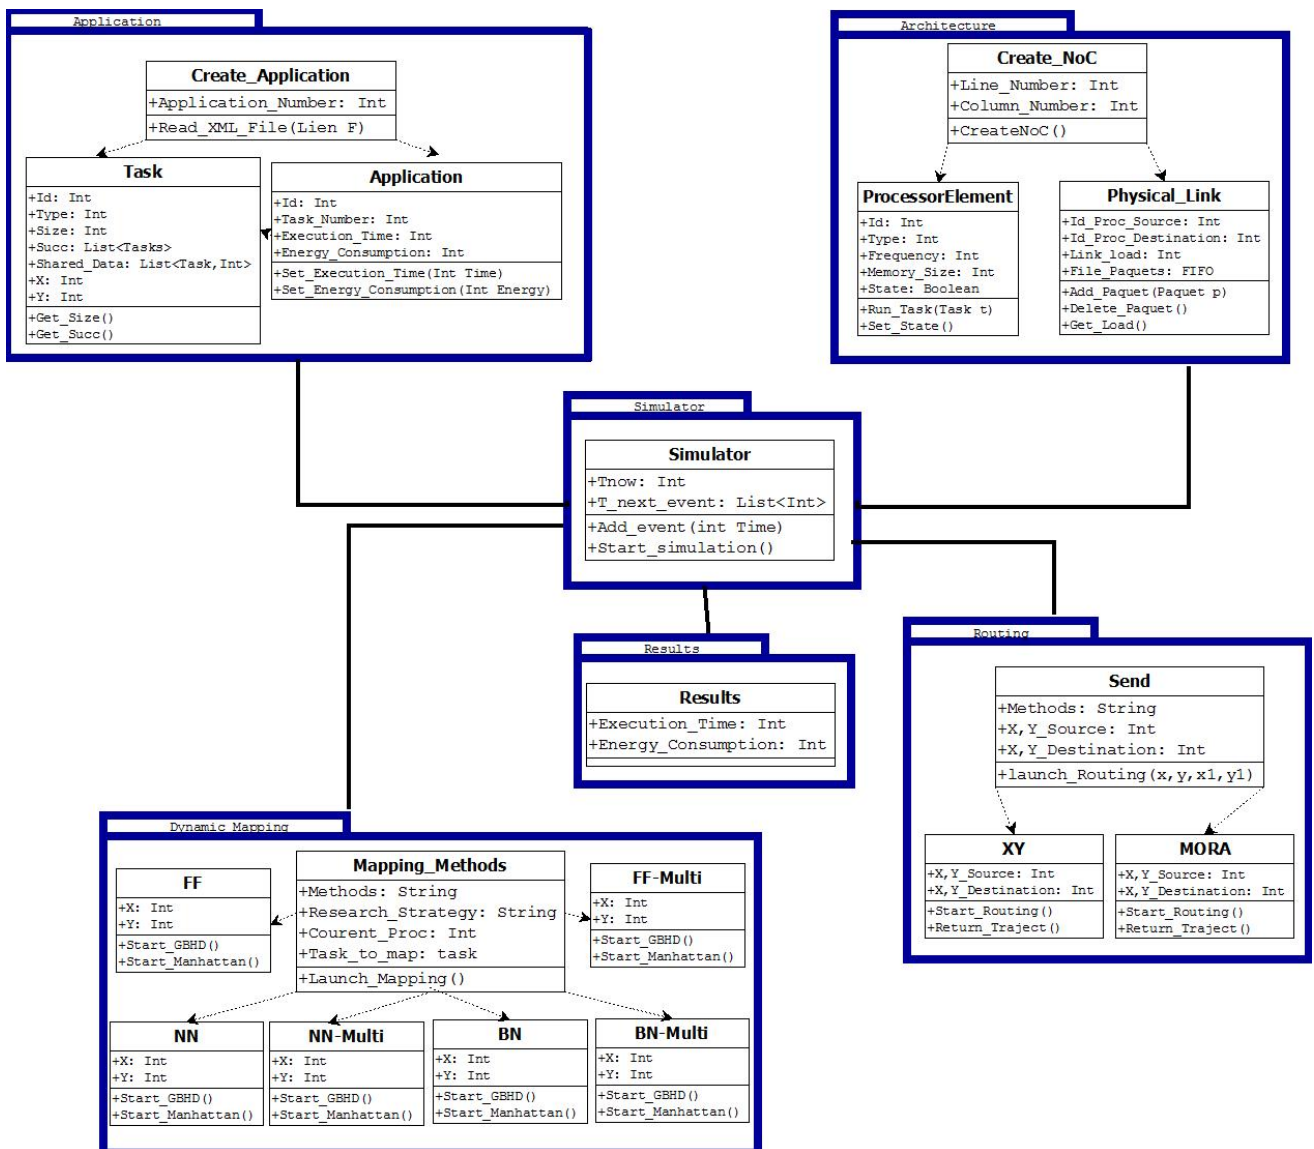 Application
Create_Application
+Application_Number: Int
+Read_XML_File(Lien F)
Task
+Id: Int
+Type: Int
+Size: Int
+Succ: List<Tasks>
+Shared_Data: List<Task,Int>
+X: Int
+Y: Int
+Get_Size()
+Get_Succ()
Application
+Id: Int
+Task_Number: Int
+Execution_Time: Int
+Energy_Consumption: Int
+Set_Execution_Time(Int Time)
+Set_Energy_Consumption(Int Energy)
Architecture
Create_NoC
+Line_Number: Int
+Column_Number: Int
+CreateNoC()
ProcessorElement
+Id: Int
+Type: Int
+Frequency: Int
+Memory_Size: Int
+State: Boolean
+Run_Task(Task t)
+Set_State()
Physical_Link
+Id_Proc_Source: Int
+Id_Proc_Destination: Int
+Link_load: Int
+File_Paquets: FIFO
+Add_Paquet(Paquet p)
+Delete_Paquet()
+Get_Load()
Simulator
Simulator
+Tnow: Int
+T_next_event: List<Int>
+Add_event(int Time)
+Start_simulation()
Results
Results
+Execution_Time: Int
+Energy_Consumption: Int
Routing
Send
+Methods: String
+X,Y_Source: Int
+X,Y_Destination: Int
+launch_Routing(x,y,x1,y1)
XY
+X,Y_Source: Int
+X,Y_Destination: Int
+Start_Routing()
+Return_Traject()
MORA
+X,Y_Source: Int
+X,Y_Destination: Int
+Start_Routing()
+Return_Traject()
Dynamic Mapping
FF
+X: Int
+Y: Int
+Start_GBHD()
+Start_Manhattan()
Mapping_Methods
+Methods: String
+Research_Strategy: String
+Courent_Proc: Int
+Task_to_map: task
+Launch_Mapping()
FF-Multi
+X: Int
+Y: Int
+Start_GBHD()
+Start_Manhattan()
NN
+X: Int
+Y: Int
+Start_GBHD()
+Start_Manhattan()
NN-Multi
+X: Int
+Y: Int
+Start_GBHD()
+Start_Manhattan()
BN
+X: Int
+Y: Int
+Start_GBHD()
+Start_Manhattan()
BN-Multi
+X: Int
+Y: Int
+Start_GBHD()
+Start_Manhattan()